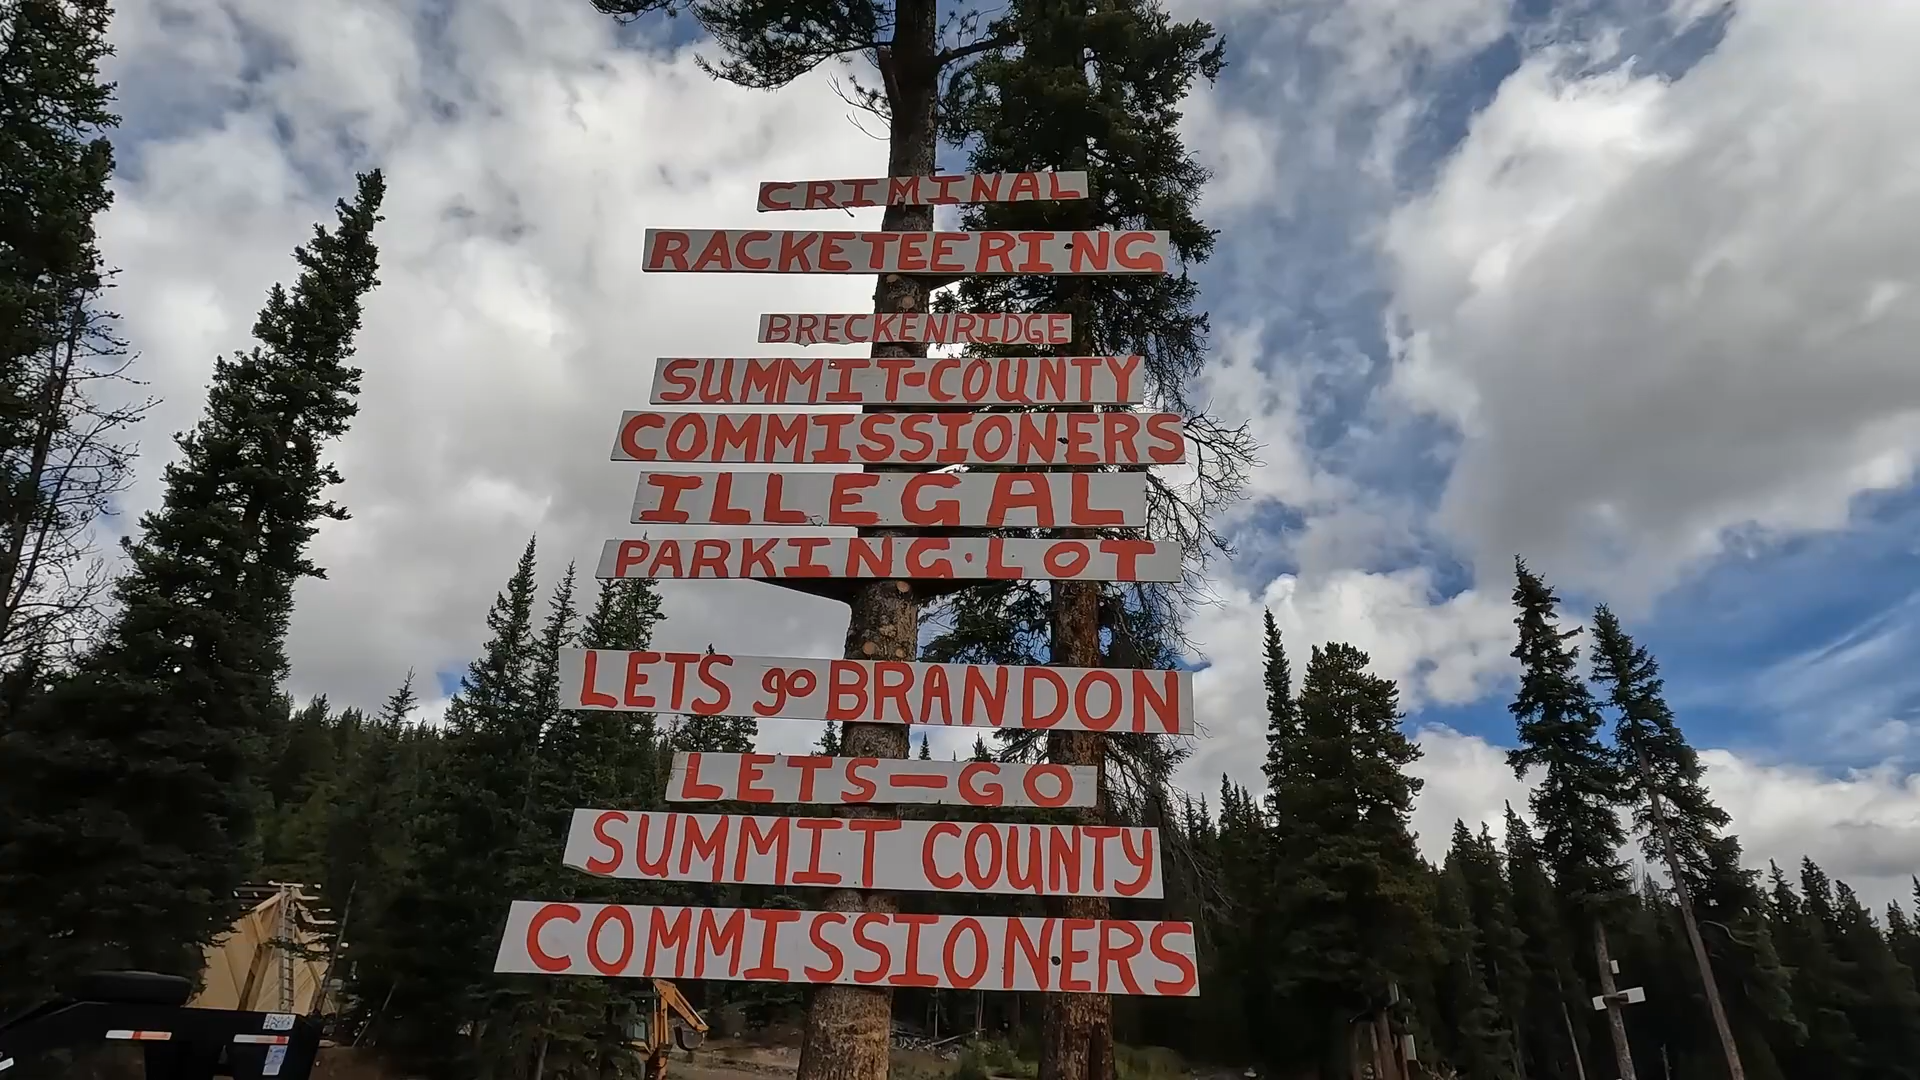 CRIMINAL
RACKETEERING
BRECKENRIDGE
SUMMIT-COUNTY
COMMISSIONERS
ILLEGAL
PARKING·LOT
LETS go BRANDON
LETS-GO
SUMMIT COUNTY
COMMISSIONERS